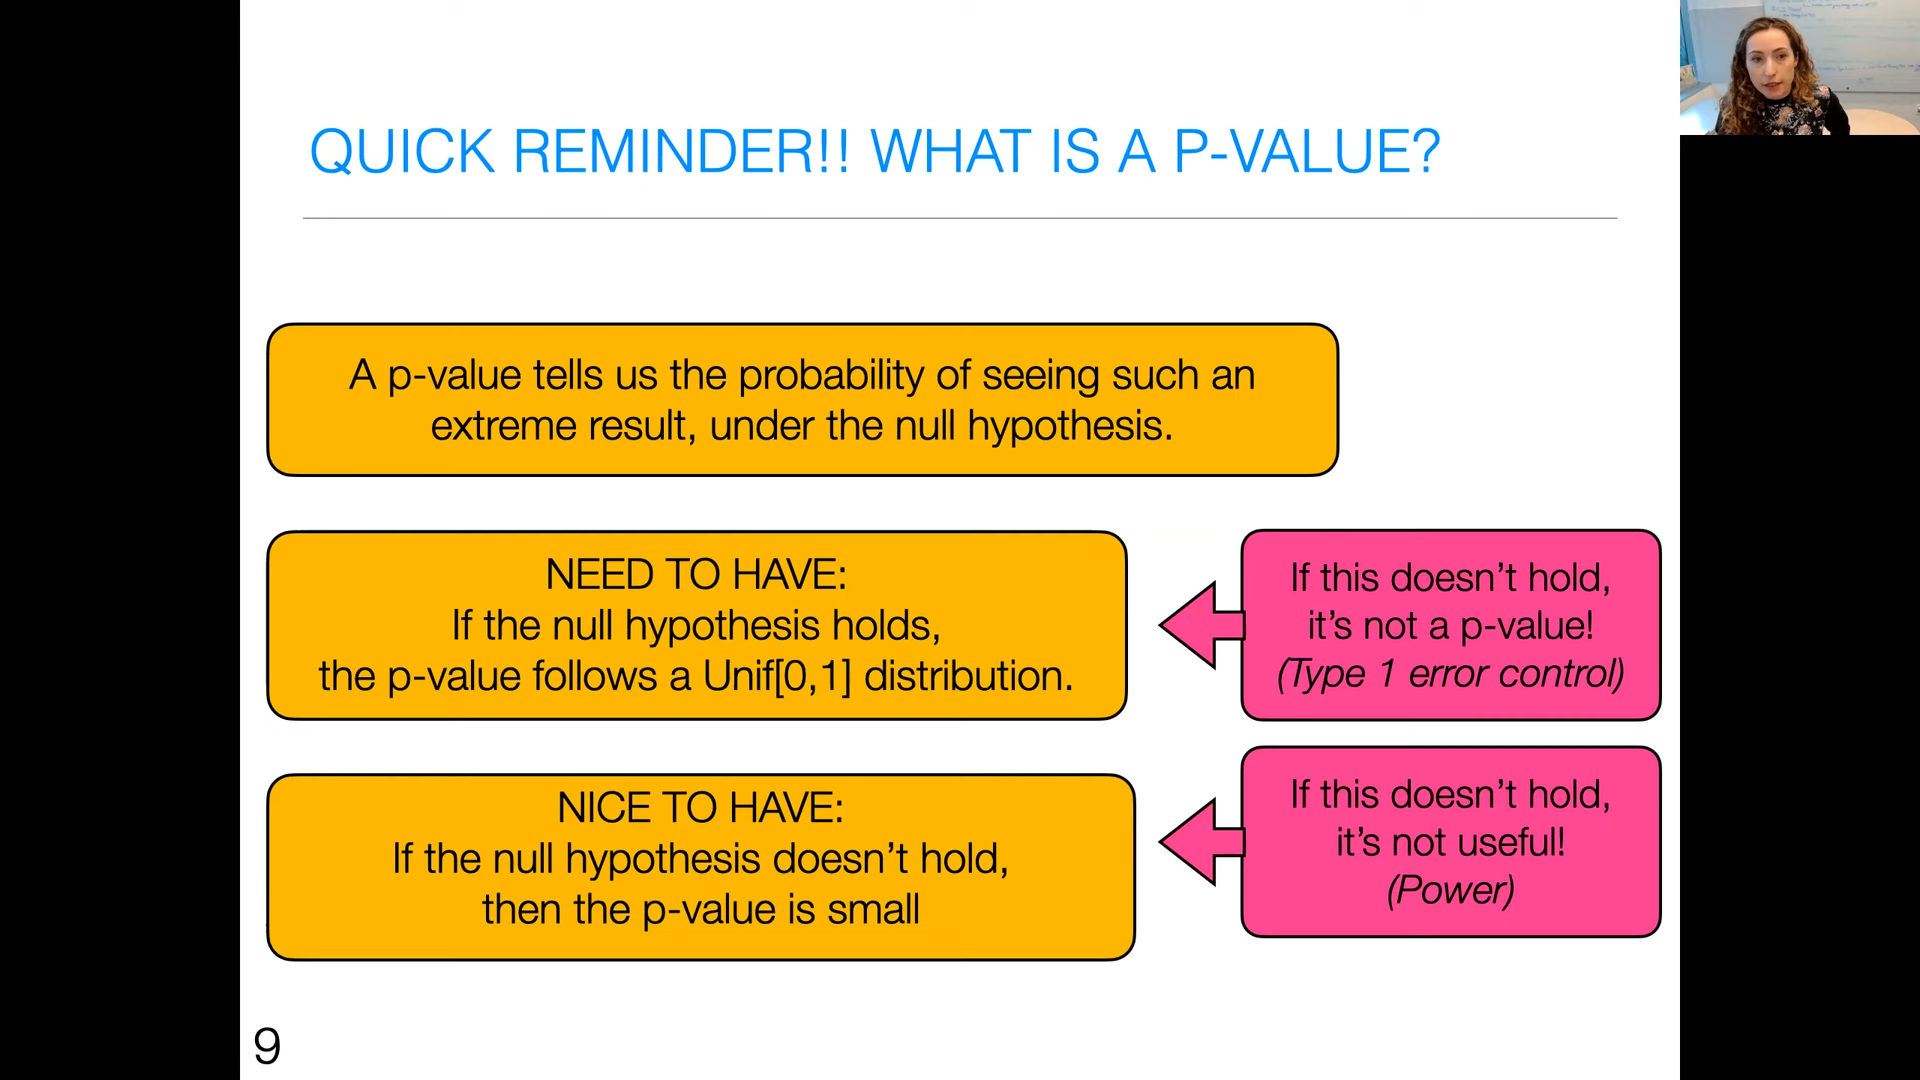 QUICK REMINDER!! WHAT IS A P-VALUE?
A p-value tells us the probability of seeing such an
extreme result, under the null hypothesis.
NEED TO HAVE:
If the null hypothesis holds,
the p-value follows a Unif[0,1] distribution.
If this doesn’t hold,
it’s not a p-value!
(Type 1 error control)
NICE TO HAVE:
If the null hypothesis doesn’t hold,
then the p-value is small
If this doesn’t hold,
it’s not useful!
(Power)
9